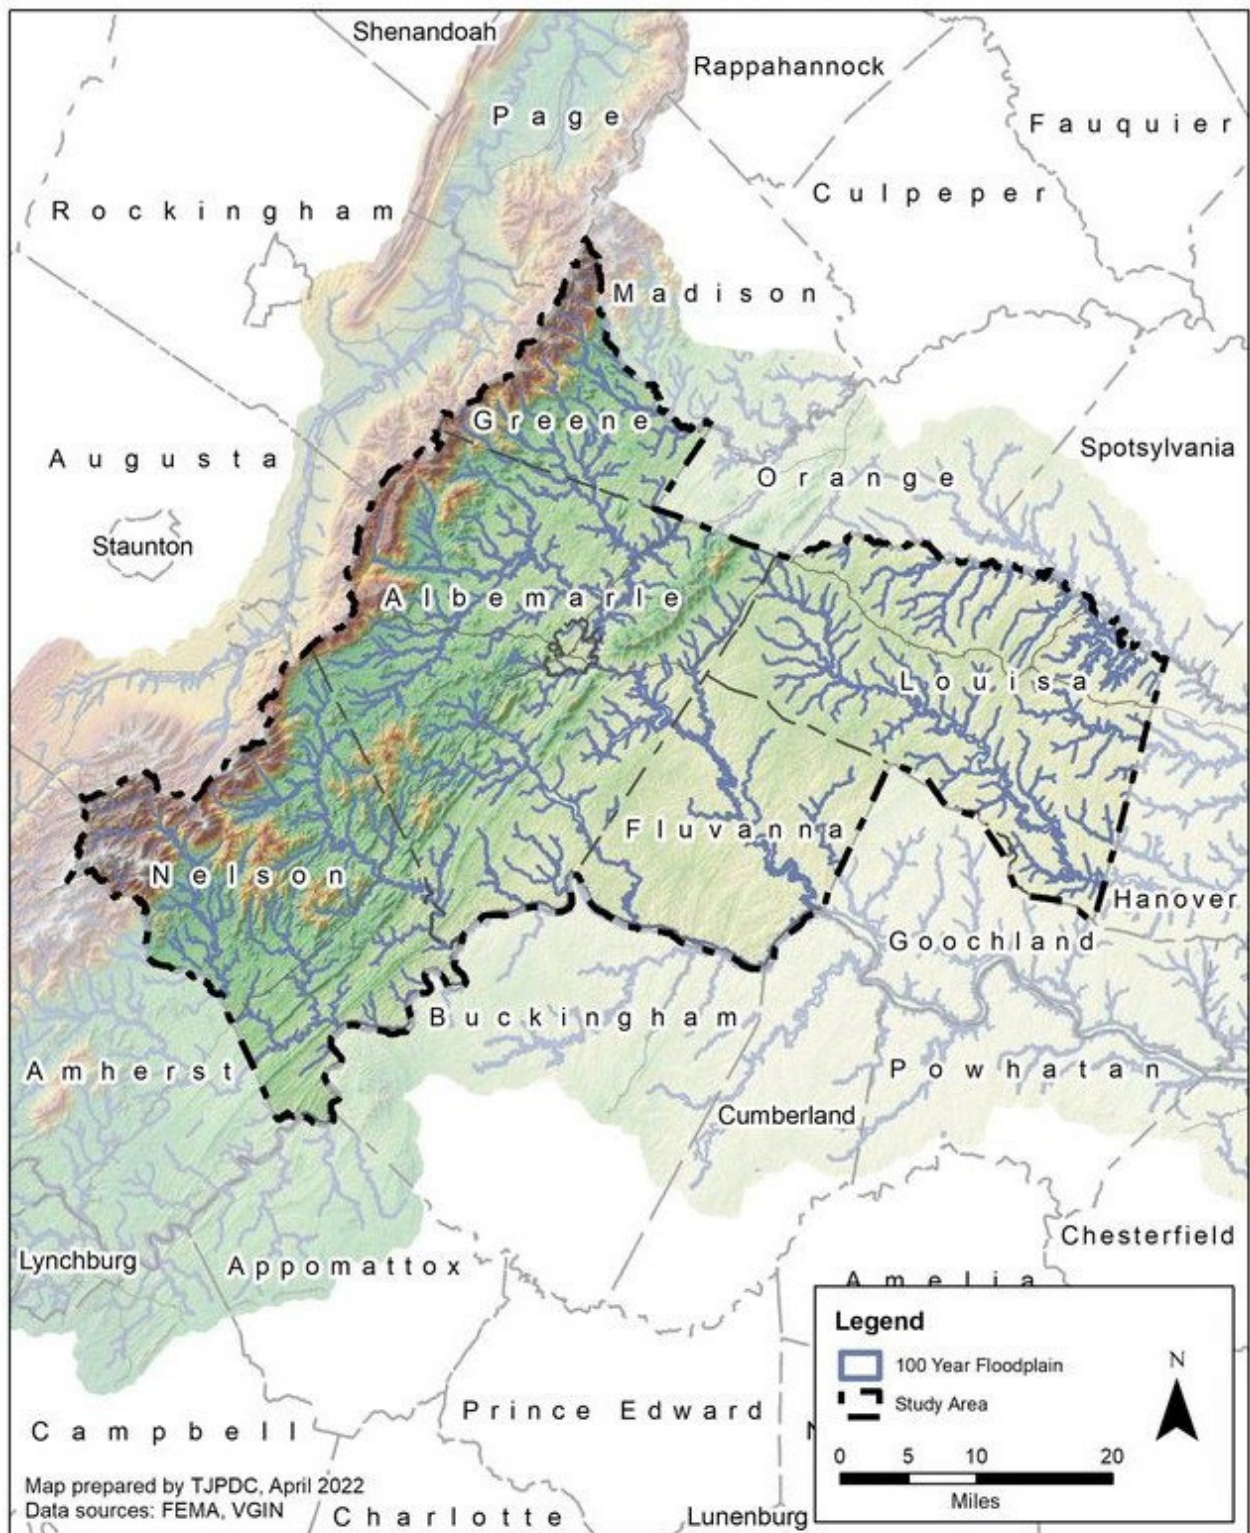 Shenandoah
Rappahannock
Page
Fauquier
Culpeper
Rockingham
Madison
Greene
Spotsylvania
Augusta
Orange
Staunton
Albemarle
Louisa
Fluvanna
Nelson
Hanover
Goochland
Buckingham
Amherst
Powhatan
Cumberland
Chesterfield
Lynchburg
Appomattox
Amelia
Legend
100 Year Floodplain
N
Study Area
Prince Edward
Campbell
0 5 10 20
Miles
Map prepared by TJPDC, April 2022
Data sources: FEMA, VGIN
Charlotte
Lunenburg